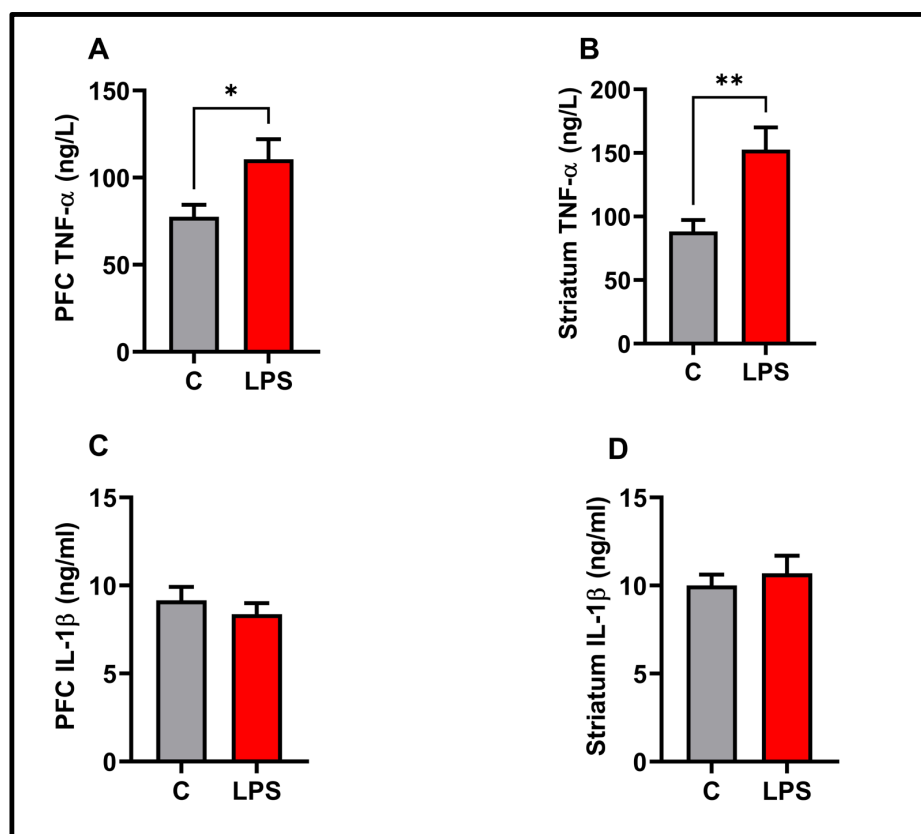 A
PFC TNF-α (ng/L)
150
100
50
0
*
C
LPS
B
Striatum TNF-α (ng/L)
200
150
100
50
0
**
C
LPS
C
PFC IL-1β (ng/ml)
15
10
5
0
C
LPS
D
Striatum IL-1β (ng/ml)
15
10
5
0
C
LPS